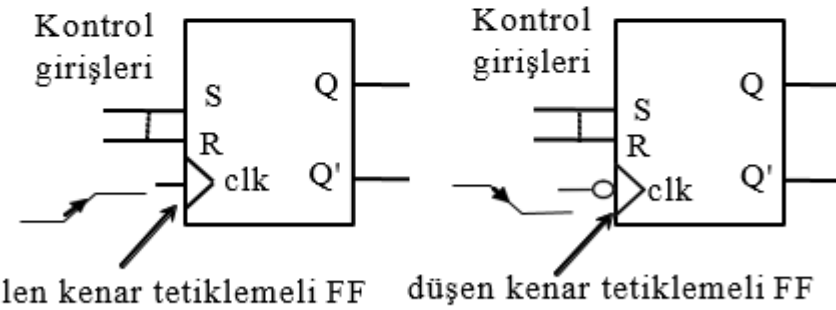 Kontrol
girişleri
S
R
clk
Q
Q'
len kenar tetiklemeli FF
Kontrol
girişleri
S
R
clk
Q
Q'
düşen kenar tetiklemeli FF